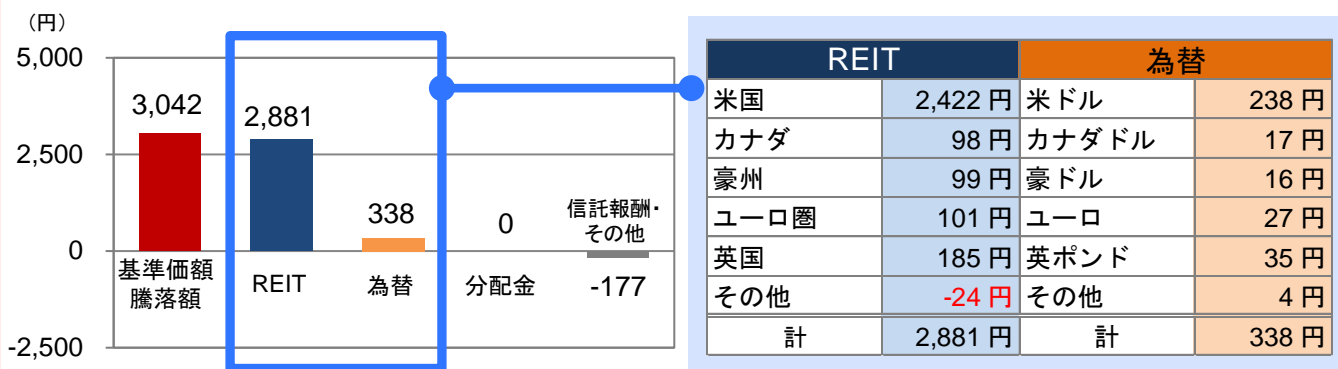 （円）
5,000
2,500
0
-2,500
3,042
2,881
338
0
-177
基準価額
騰落額
REIT
為替
分配金
信託報酬・
その他
REIT 為替
米国 2,422 円 米ドル 238 円
カナダ 98 円 カナダドル 17 円
豪州 99 円 豪ドル 16 円
ユーロ圏 101 円 ユーロ 27 円
英国 185 円 英ポンド 35 円
その他 -24 円 その他 4 円
計 2,881 円 計 338 円